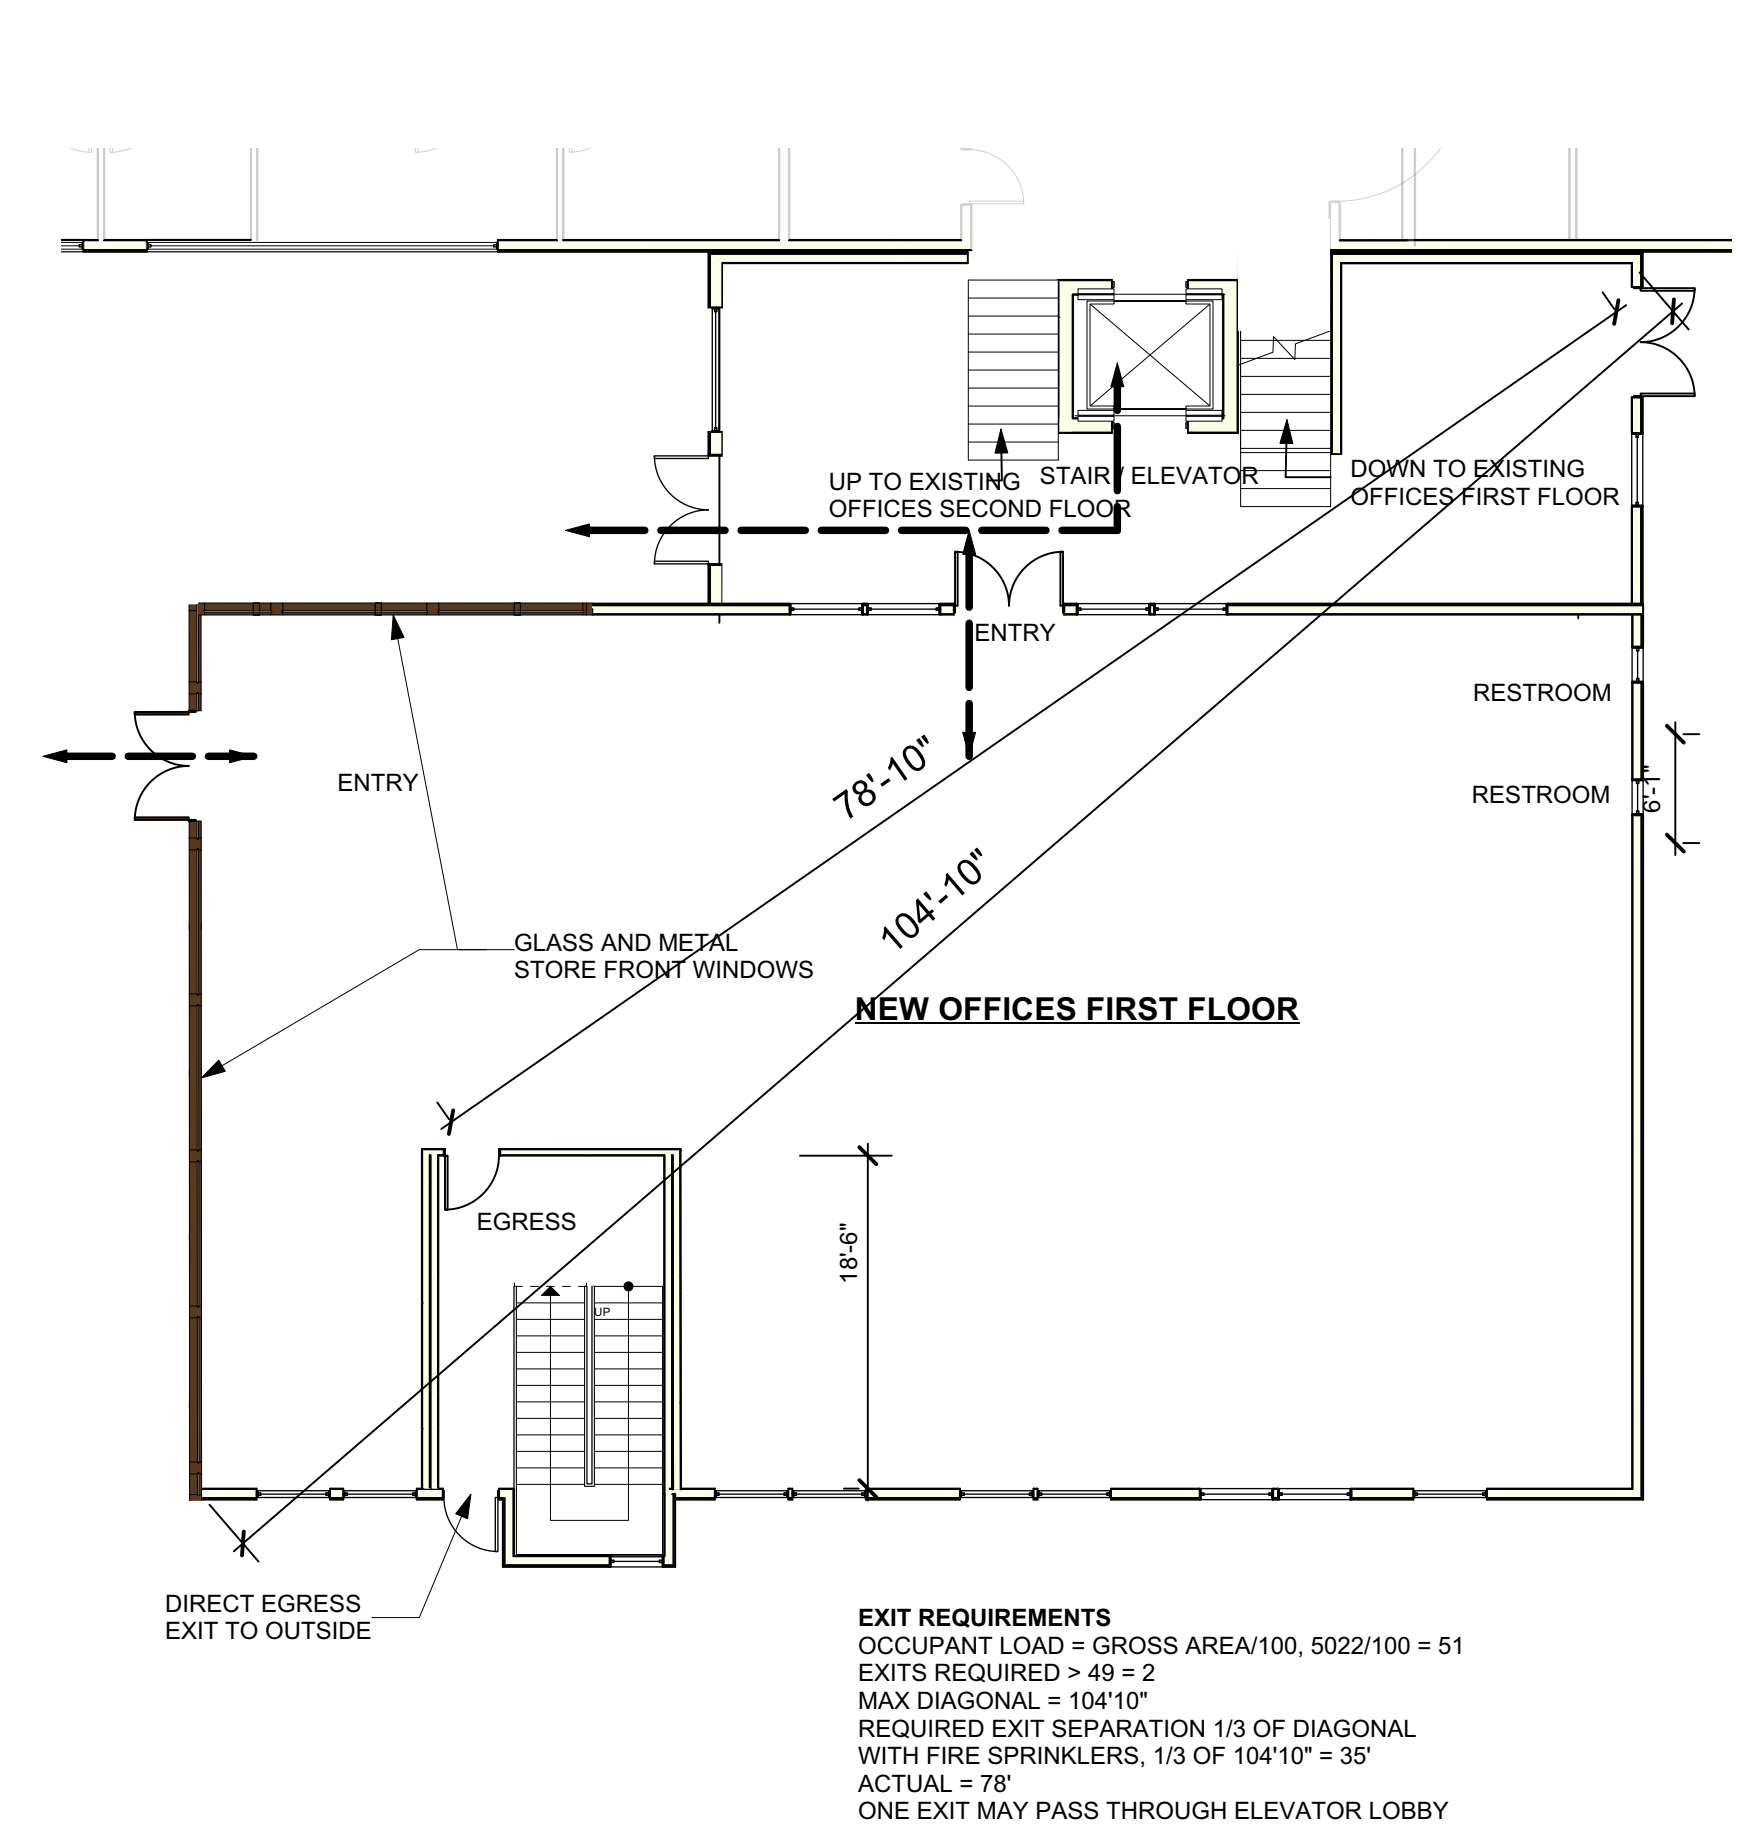 UP TO EXISTING
OFFICES SECOND FLOOR
STAIR / ELEVATOR
DOWN TO EXISTING
OFFICES FIRST FLOOR
ENTRY
RESTROOM
ENTRY
78'-10"
RESTROOM
6'-1"
104'-10"
GLASS AND METAL
STORE FRONT WINDOWS
NEW OFFICES FIRST FLOOR
EGRESS
18'-6"
UP
DIRECT EGRESS
EXIT TO OUTSIDE
EXIT REQUIREMENTS
OCCUPANT LOAD = GROSS AREA/100, 5022/100 = 51
EXITS REQUIRED > 49 = 2
MAX DIAGONAL = 104'10"
REQUIRED EXIT SEPARATION 1/3 OF DIAGONAL
WITH FIRE SPRINKLERS, 1/3 OF 104'10" = 35'
ACTUAL = 78'
ONE EXIT MAY PASS THROUGH ELEVATOR LOBBY